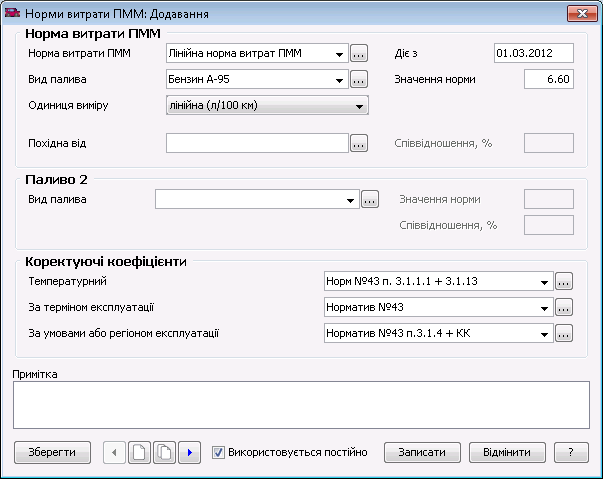 Норми витрати ПММ: Додавання
Норма витрати ПММ
Норма витрати ПММ Лінійна норма витрат ПММ ... Діє з 01.03.2012
Вид палива Бензин А-95 ... Значення норми 6.60
Одиниця виміру лінійна (л/100 км)
Похідна від ... Співвідношення, %
Паливо 2
Вид палива ... Значення норми
Співвідношення, %
Коректуючі коефіцієнти
Температурний Норм №43 п. 3.1.1.1 + 3.1.13 ...
За терміном експлуатації Норматив №43 ...
За умовами або регіоном експлуатації Норматив №43 п.3.1.4 + КК ...
Примітка
Зберегти Використовується постійно Записати Відмінити ?